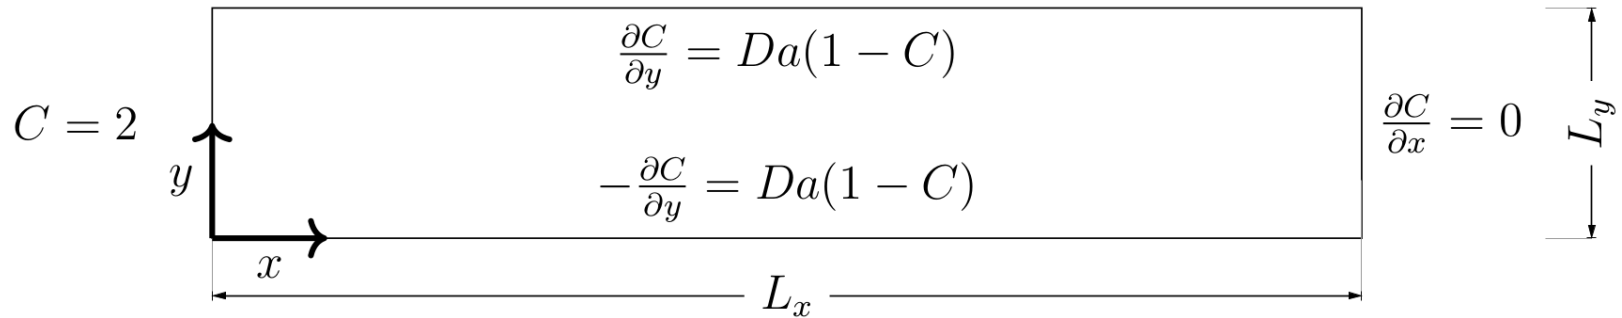 ∂C/∂y = Da(1 − C)
C = 2
∂C/∂x = 0
L_y
y
−∂C/∂y = Da(1 − C)
x
L_x